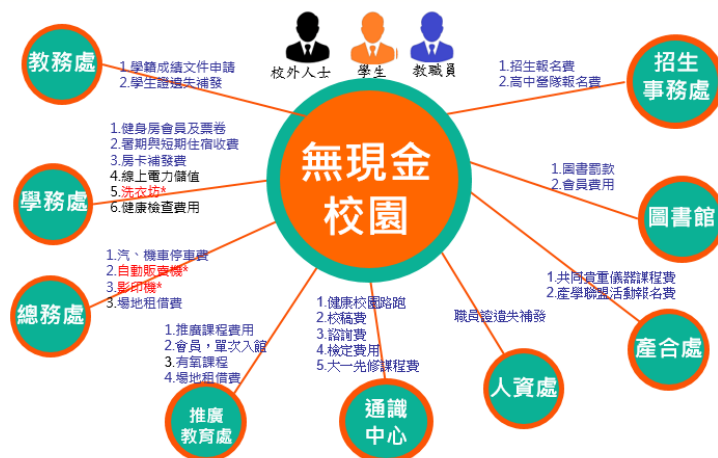 校外人士
學生
教職員
無現金
校園
教務處
1.學籍成績文件申請
2.學生證遺失補發
學務處
1.健身房會員及票卷
2.暑期與短期住宿收費
3.房卡補發費
4.線上電力儲值
5.洗衣坊*
6.健康檢查費用
總務處
1.汽、機車停車費
2.自動販賣機*
3.影印機*
3.場地租借費
推廣
教育處
1.推廣課程費用
2.會員，單次入館
3.有氧課程
4.場地租借費
通識
中心
1.健康校園路跑
2.校稿費
3.諮詢費
4.檢定費用
5.大一先修課程費
人資處
職員證遺失補發
產合處
1.共同貴重儀器課程費
2.產學聯盟活動報名費
圖書館
1.圖書罰款
2.會員費用
招生
事務處
1.招生報名費
2.高中營隊報名費